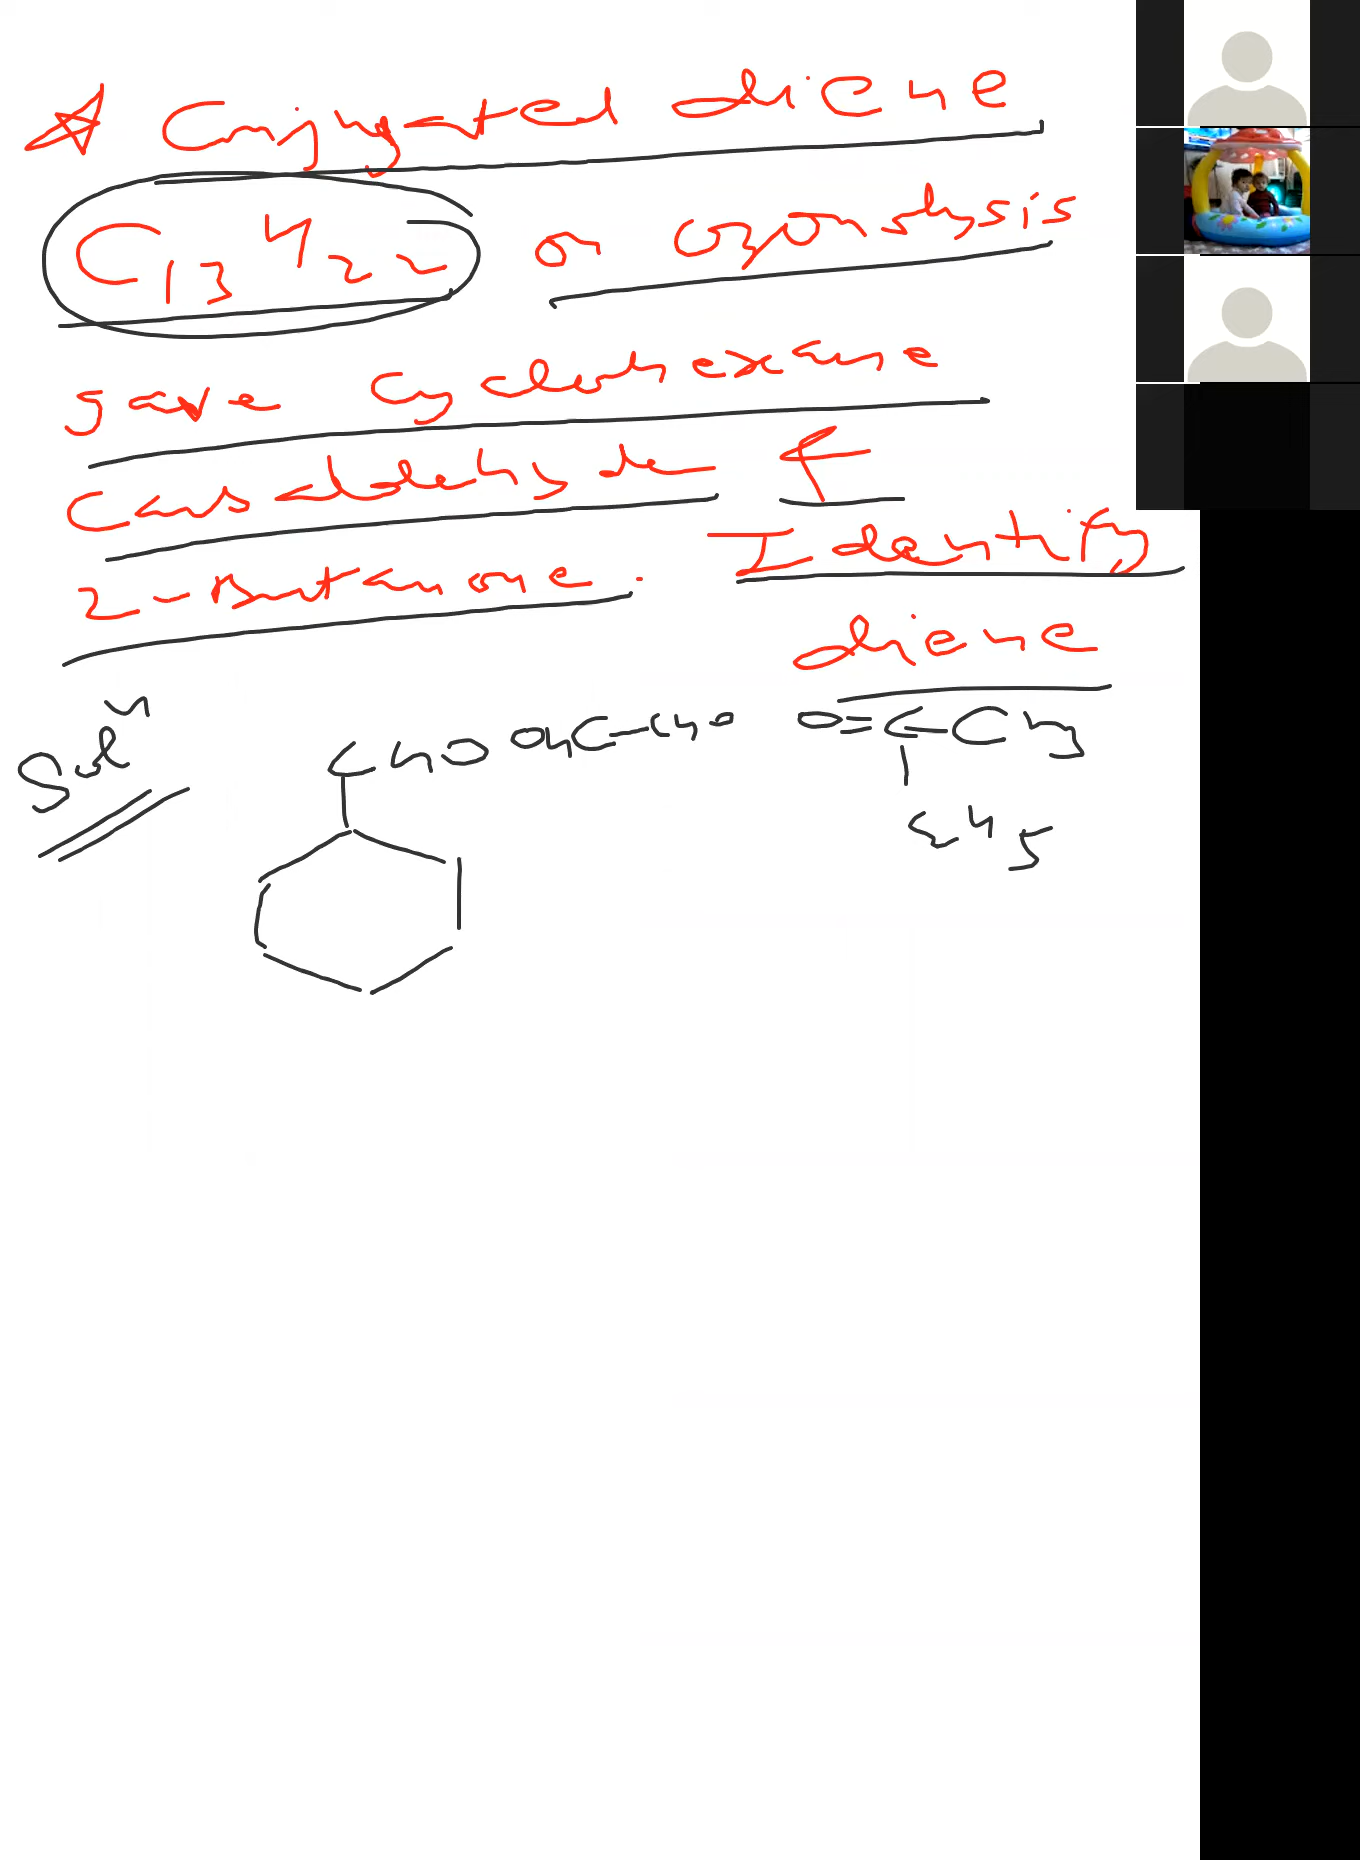 ☆ Conjugated diene
C13H22 on ozonolysis
gave cyclohexane
carbaldehyde &
2-Butanone. Identify
diene
Soln
CHO OHC-CHO O=C-CH3
C2H5